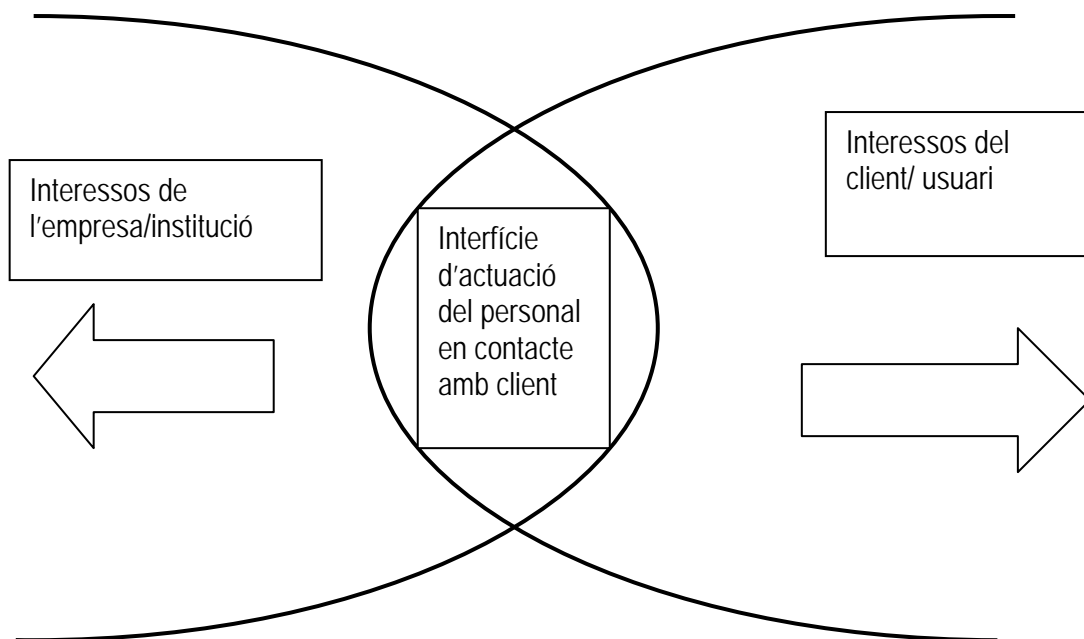 Interessos de
l'empresa/institució
Interfície
d'actuació
del personal
en contacte
amb client
Interessos del
client/ usuari